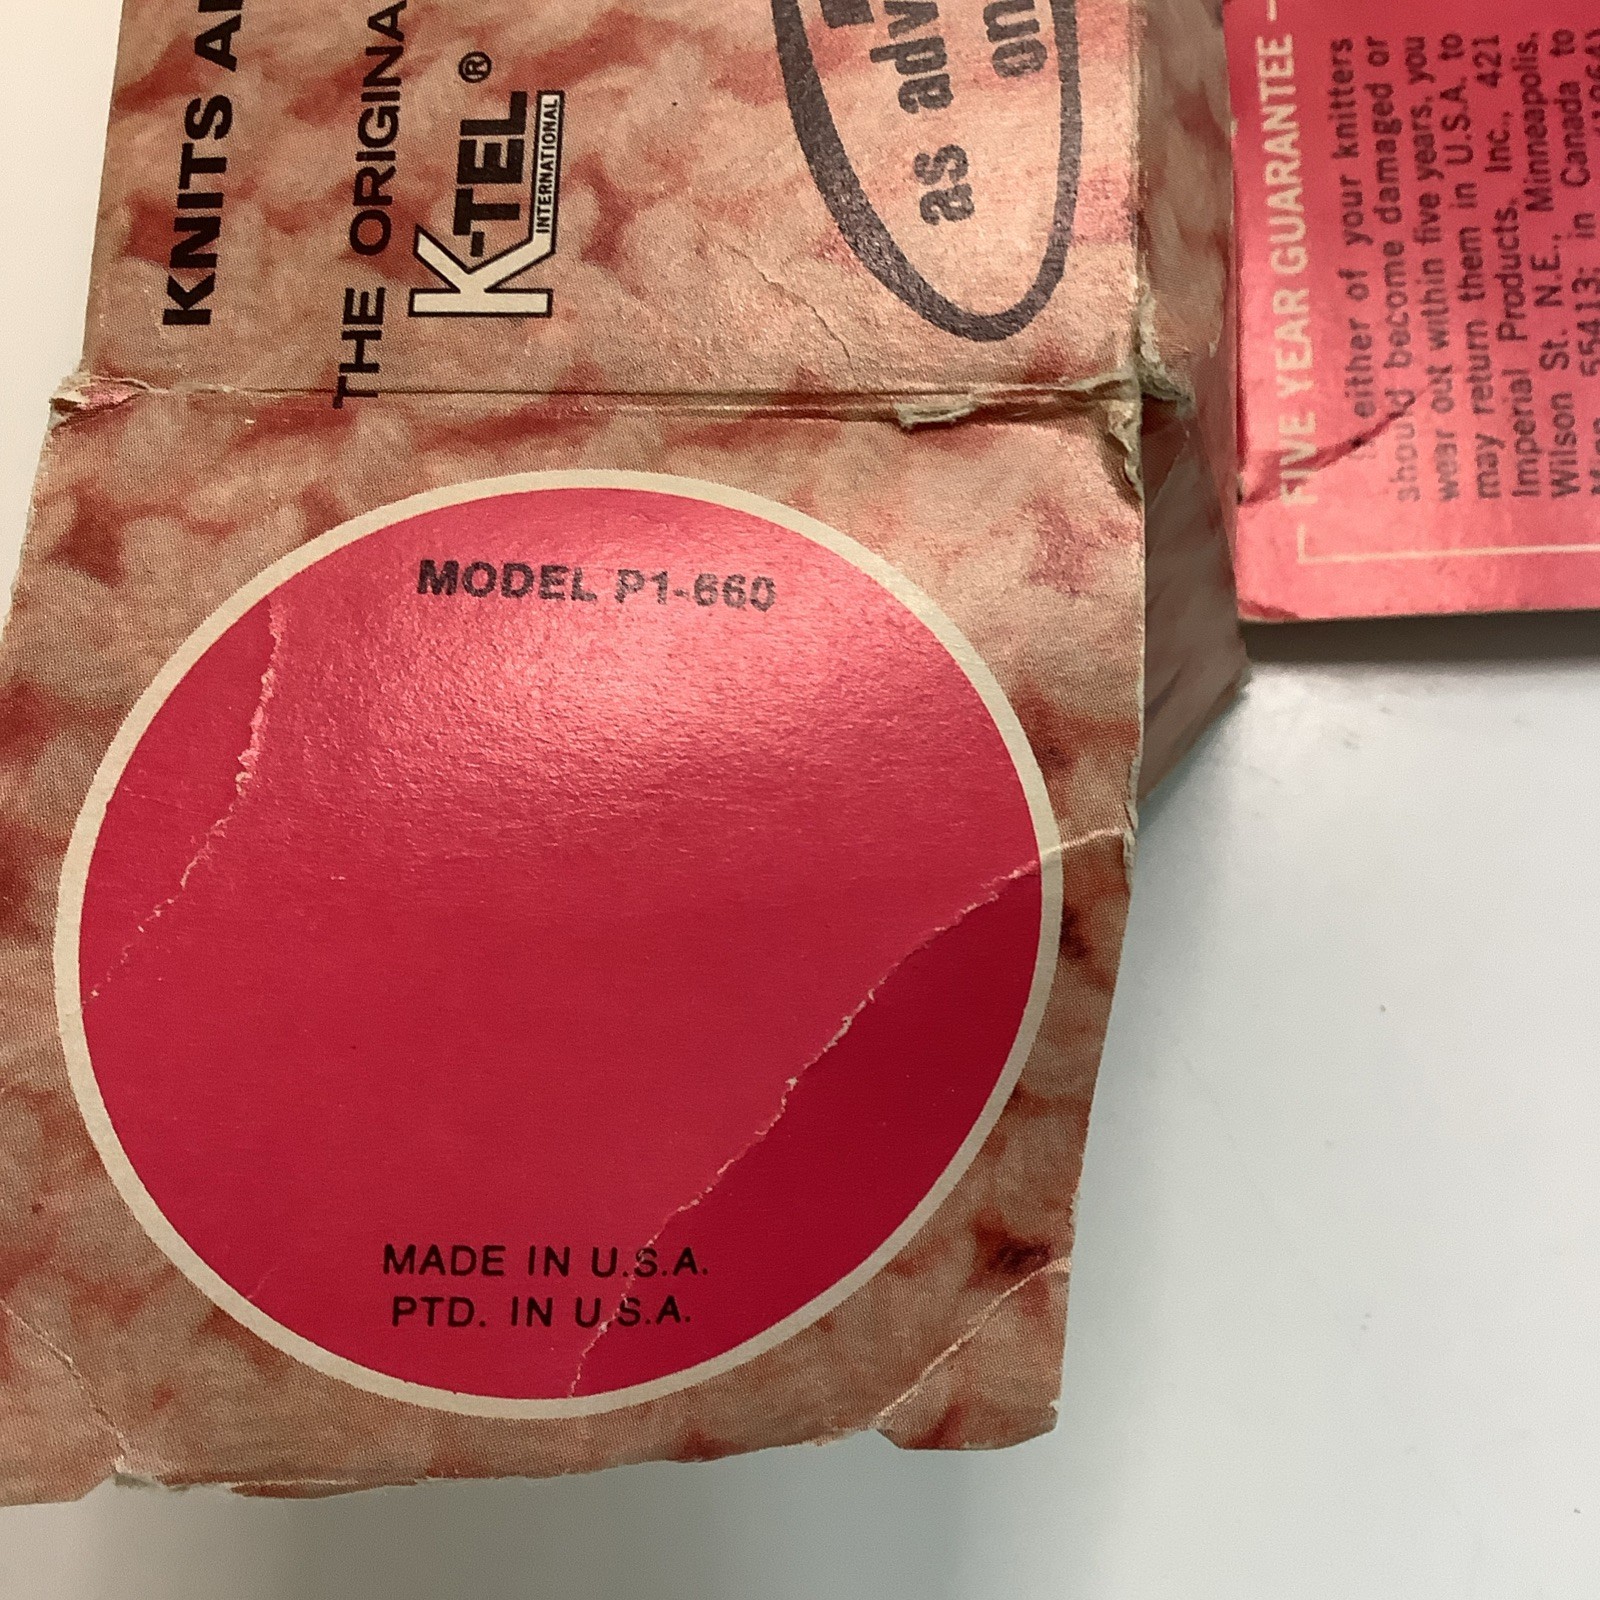 KNITS
THE ORIGINA
K-TEL®
INTERNATIONAL
as adv
on
MODEL P1-660
MADE IN U.S.A.
PTD. IN U.S.A.
FIVE YEAR GUARANTEE
either of your knitters
should become damaged or
wear out within five years, you
may return them in U.S.A. to
Imperial Products, Inc., 421
Wilson St. N.E., Minneapolis,
55413; in Canada to